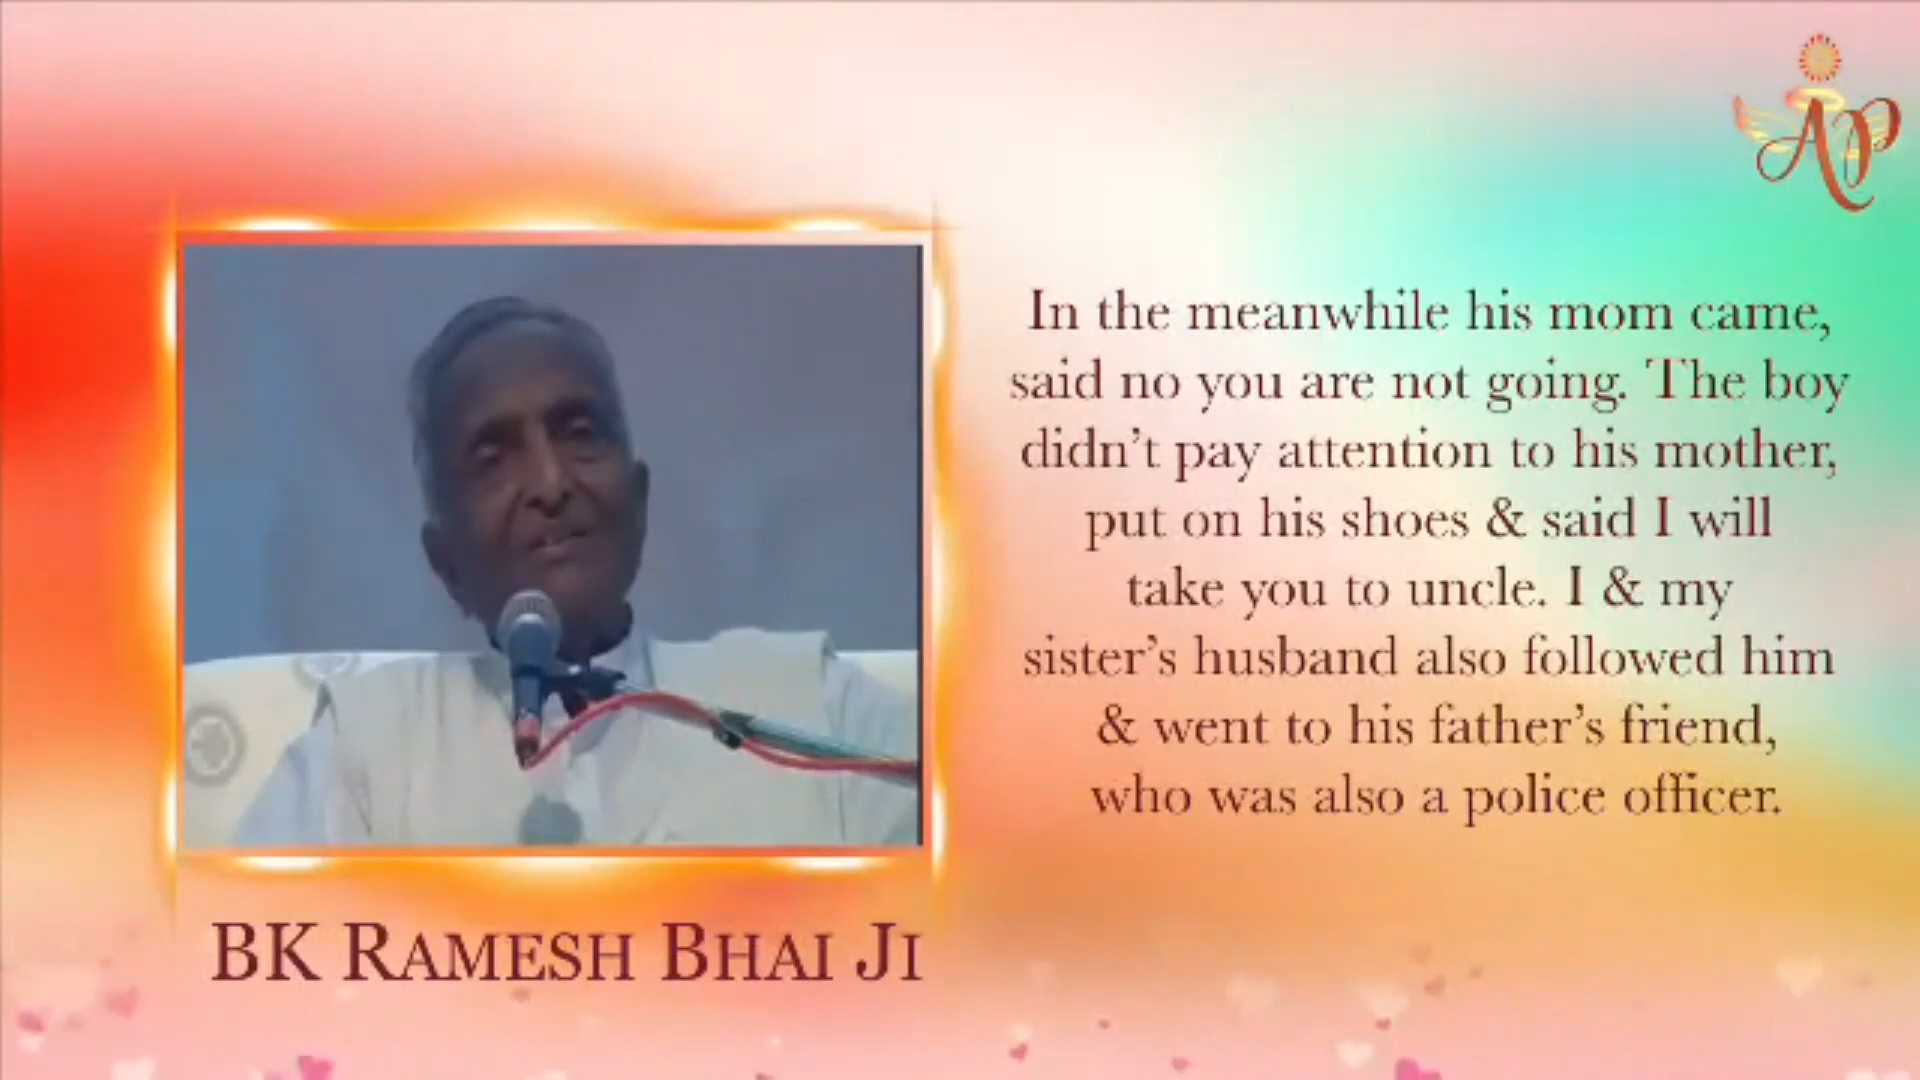 AP
In the meanwhile his mom came,
said no you are not going. The boy
didn’t pay attention to his mother,
put on his shoes & said I will
take you to uncle. I & my
sister’s husband also followed him
& went to his father’s friend,
who was also a police officer.
BK RAMESH BHAI JI